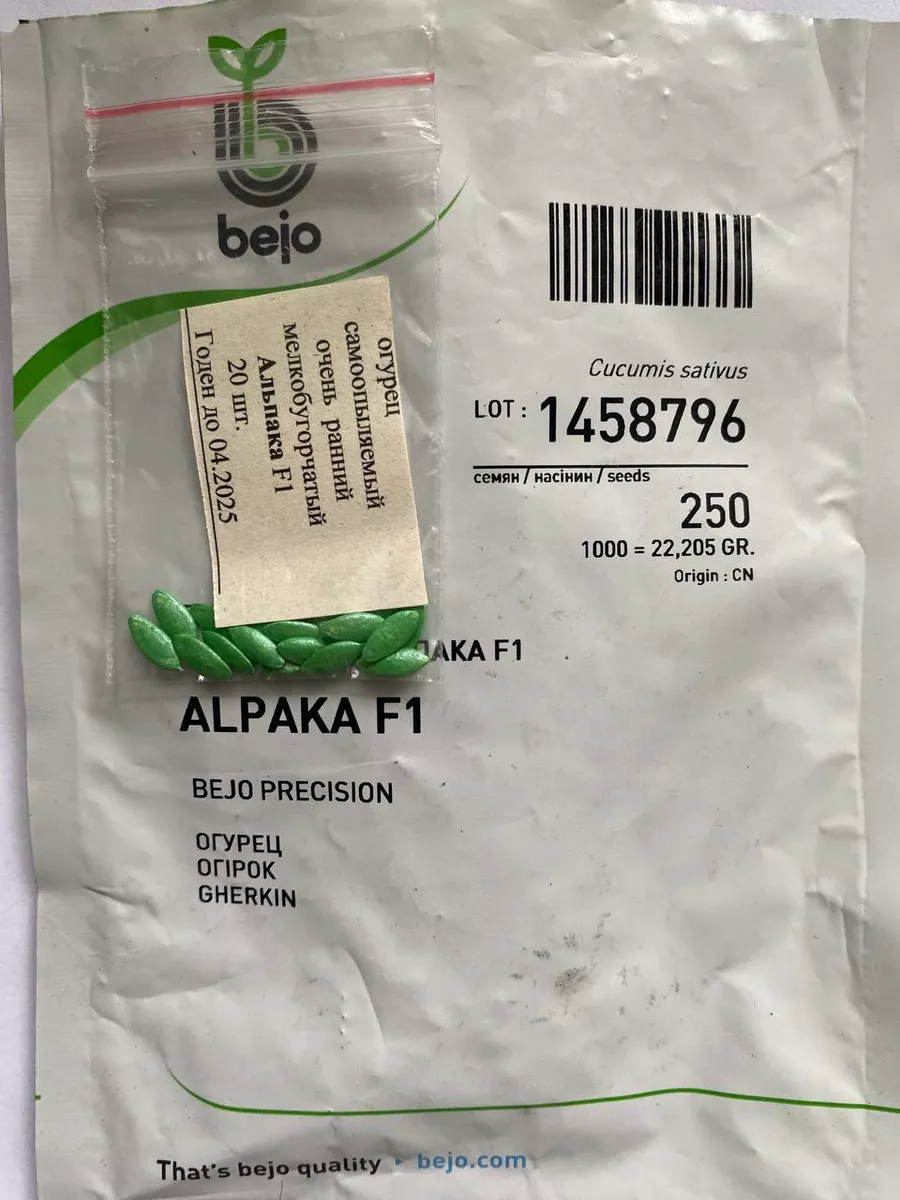 bejo
огурец
самоопыляемый
очень ранний
мелкобугорчатый
Альпака F1
20 шт.
Годен до 04.2025
Cucumis sativus
LOT : 1458796
семян / насінин / seeds
250
1000 = 22,205 GR.
Origin : CN
ПАКА F1
ALPAKA F1
BEJO PRECISION
ОГУРЕЦ
ОГІРОК
GHERKIN
That's bejo quality ▸ bejo.com